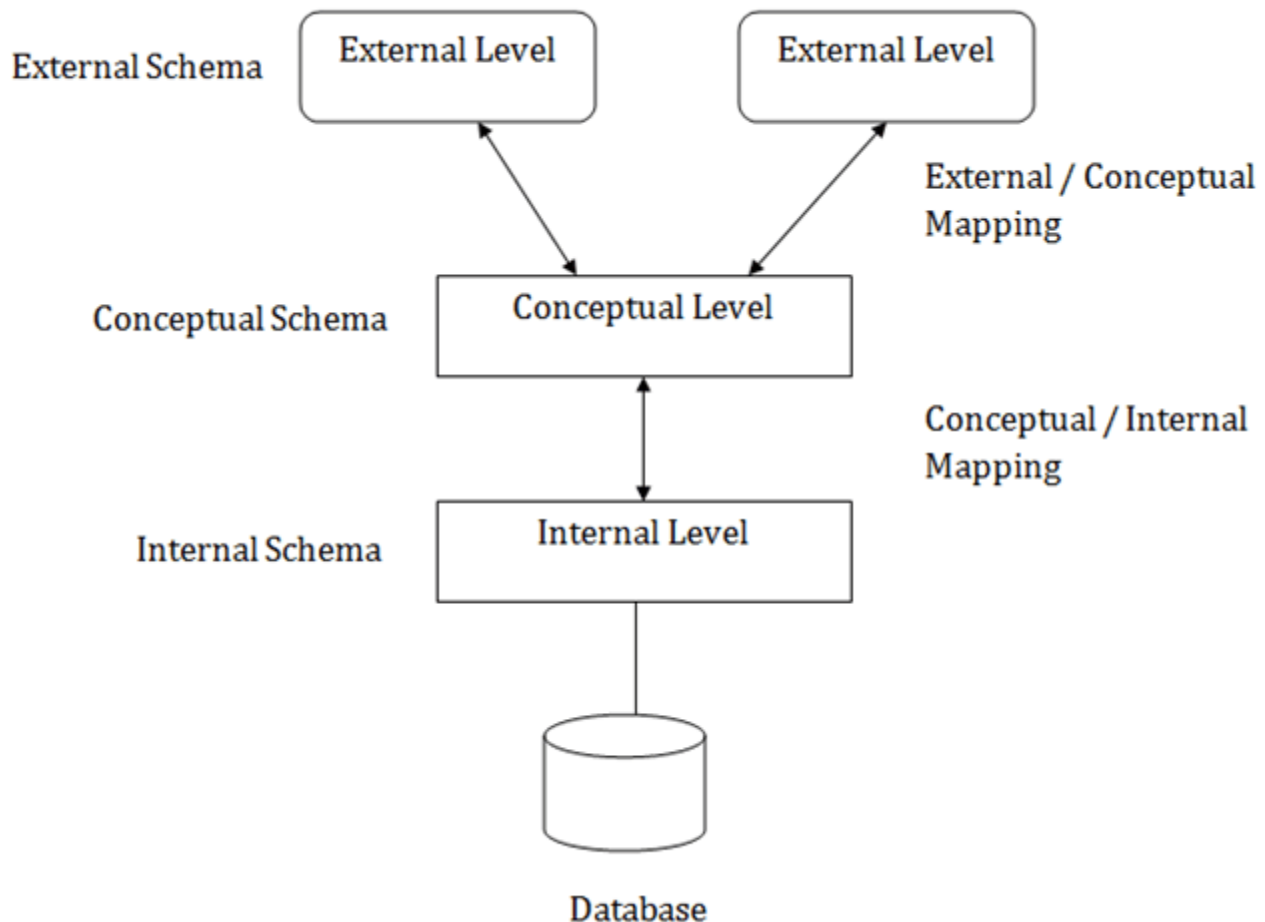 External Schema
External Level
External Level
External / Conceptual
Mapping
Conceptual Schema
Conceptual Level
Conceptual / Internal
Mapping
Internal Schema
Internal Level
Database